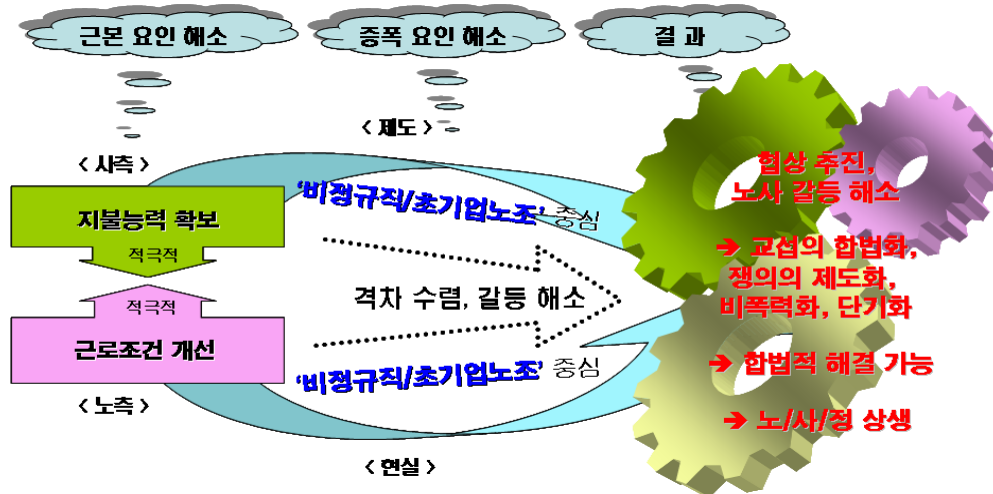 근본 요인 해소
증폭 요인 해소
결 과
< 제도 >
< 사측 >
지불능력 확보
적극적
적극적
근로조건 개선
< 노측 >
'비정규직/초기업노조' 중심
격차 수렴, 갈등 해소
'비정규직/초기업노조' 중심
< 현실 >
협상 추진,
노사 갈등 해소
➔ 교섭의 합법화,
쟁의의 제도화,
비폭력화, 단기화
➔ 합법적 해결 가능
➔ 노/사/정 상생